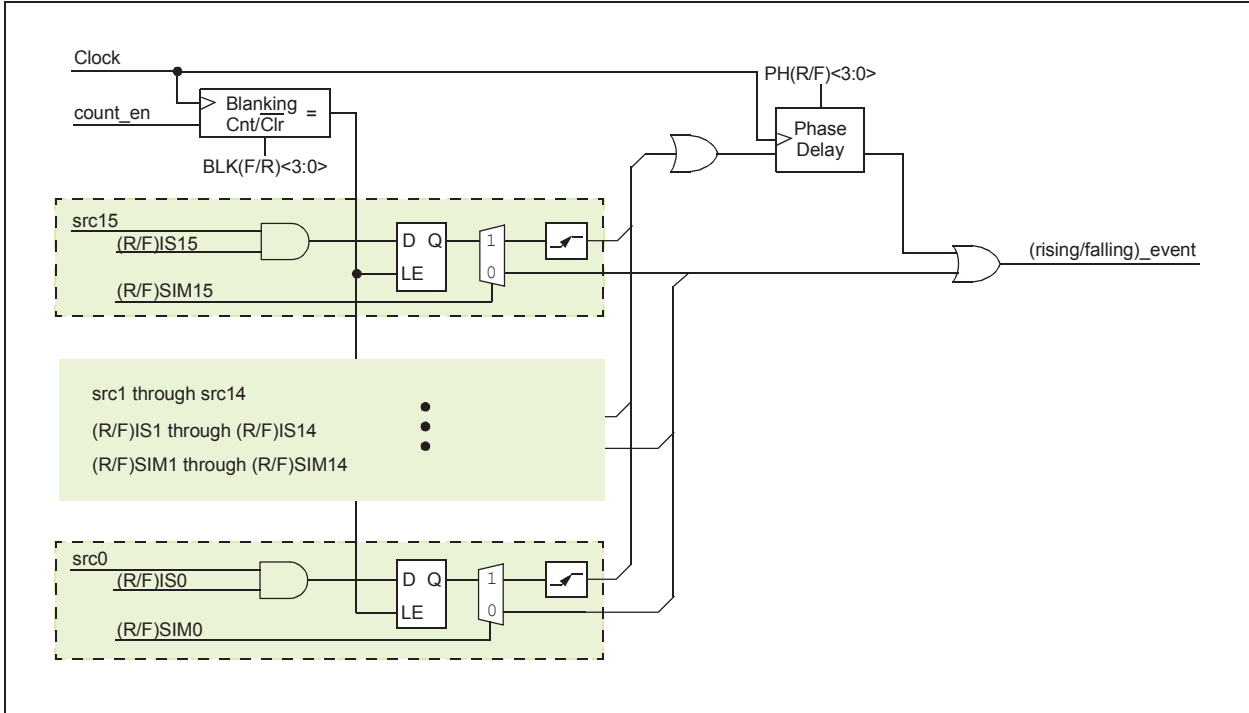 Clock
count_en
Blanking
Cnt/Clr
=
BLK(F/R)<3:0>
PH(R/F)<3:0>
Phase
Delay
src15
(R/F)IS15
D Q
LE
1
0
(R/F)SIM15
(rising/falling)_event
src1 through src14
(R/F)IS1 through (R/F)IS14
(R/F)SIM1 through (R/F)SIM14
src0
(R/F)IS0
D Q
LE
1
0
(R/F)SIM0